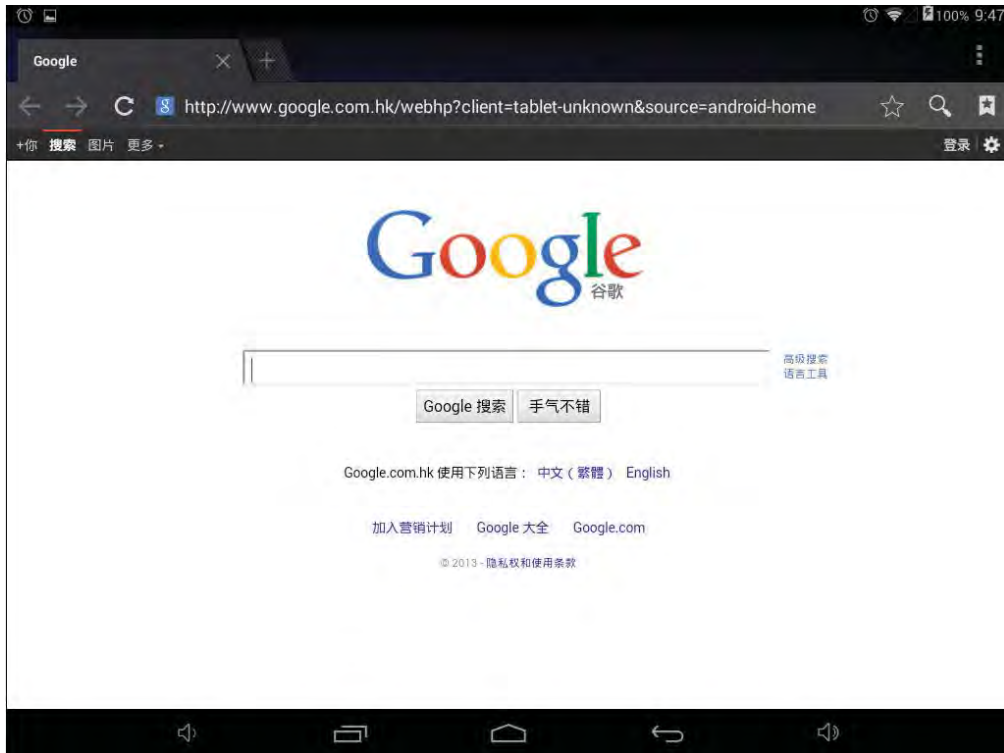 100% 9:47
Google
http://www.google.com.hk/webhp?client=tablet-unknown&source=android-home
+你 搜索 图片 更多 登录
Google
谷歌
高级搜索
语言工具
Google 搜索 手气不错
Google.com.hk 使用下列语言： 中文（繁體） English
加入营销计划 Google 大全 Google.com
© 2013 - 隐私权和使用条款